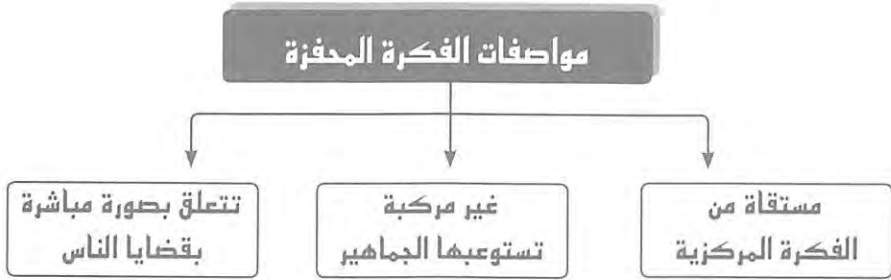 مواصفات الفكرة المحفزة
مستقاة من
الفكرة المركزية
غير مركبة
تستوعبها الجماهير
تتعلق بصورة مباشرة
بقضايا الناس